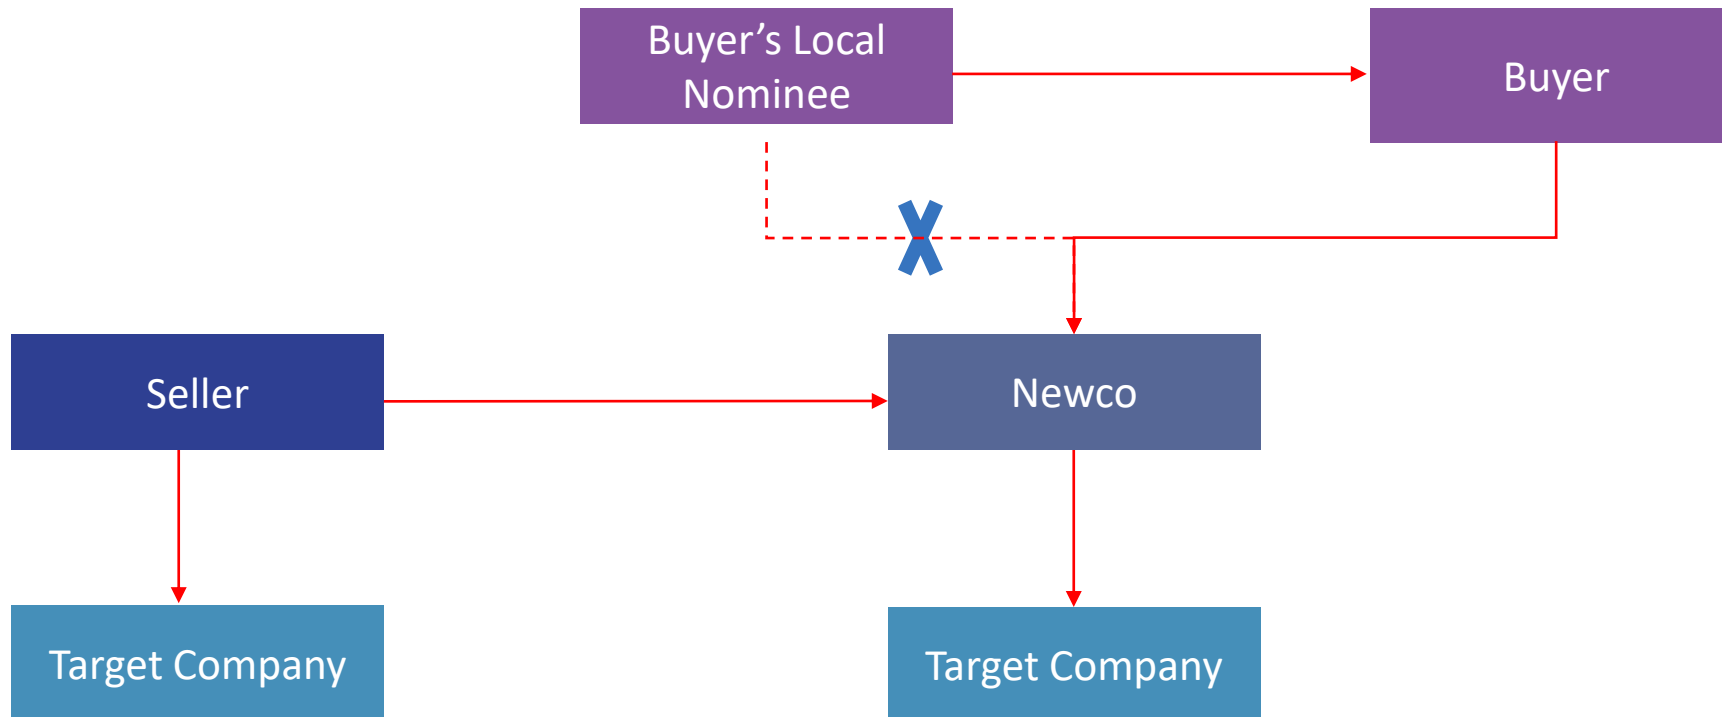 Buyer’s Local
Nominee
Buyer
Seller
Newco
Target Company
Target Company